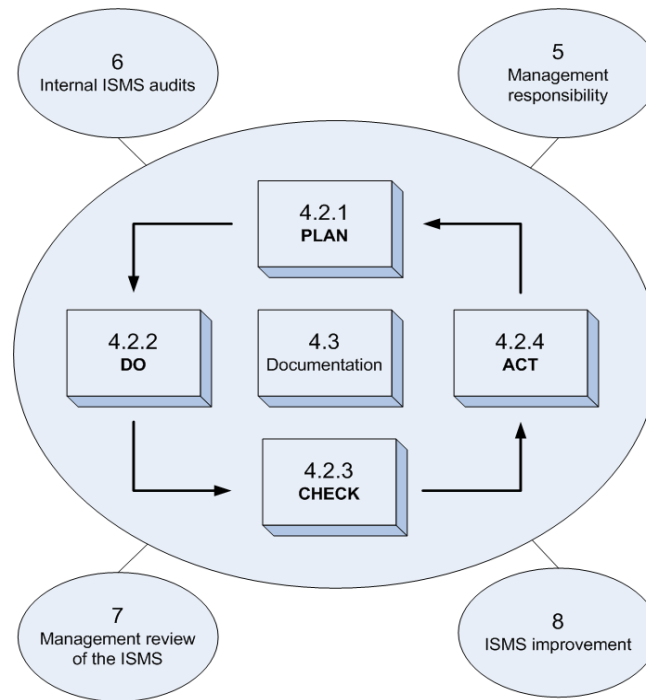 6
Internal ISMS audits
5
Management
responsibility
4.2.1
PLAN
4.2.2
DO
4.3
Documentation
4.2.4
ACT
4.2.3
CHECK
7
Management review
of the ISMS
8
ISMS improvement